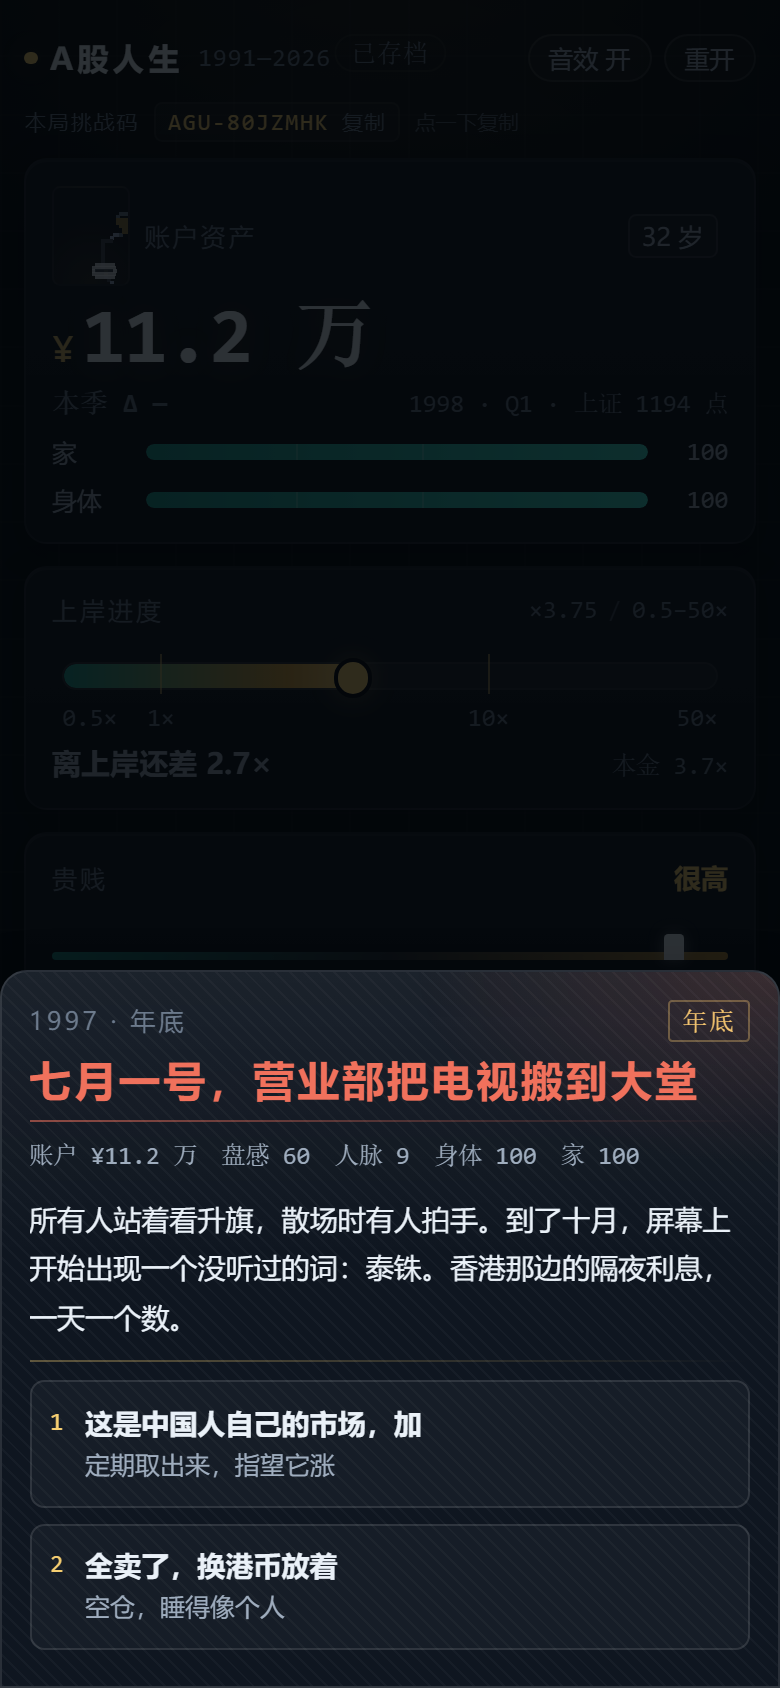 A股人生 1991—2026 已存档 音效 开 重开
本局挑战码 AGU-80JZMHK 复制 点一下复制
账户资产 32 岁
¥11.2 万
本季 Δ — 1998 · Q1 · 上证 1194 点
家 100
身体 100
上岸进度 ×3.75 / 0.5—50×
0.5× 1× 10× 50×
离上岸还差 2.7× 本金 3.7×
贵贱 很高
1997 · 年底 年底
七月一号，营业部把电视搬到大堂
账户 ¥11.2 万 盘感 60 人脉 9 身体 100 家 100
所有人站着看升旗，散场时有人拍手。到了十月，屏幕上
开始出现一个没听过的词：泰铢。香港那边的隔夜利息，
一天一个数。
1 这是中国人自己的市场，加
定期取出来，指望它涨
2 全卖了，换港币放着
空仓，睡得像个人